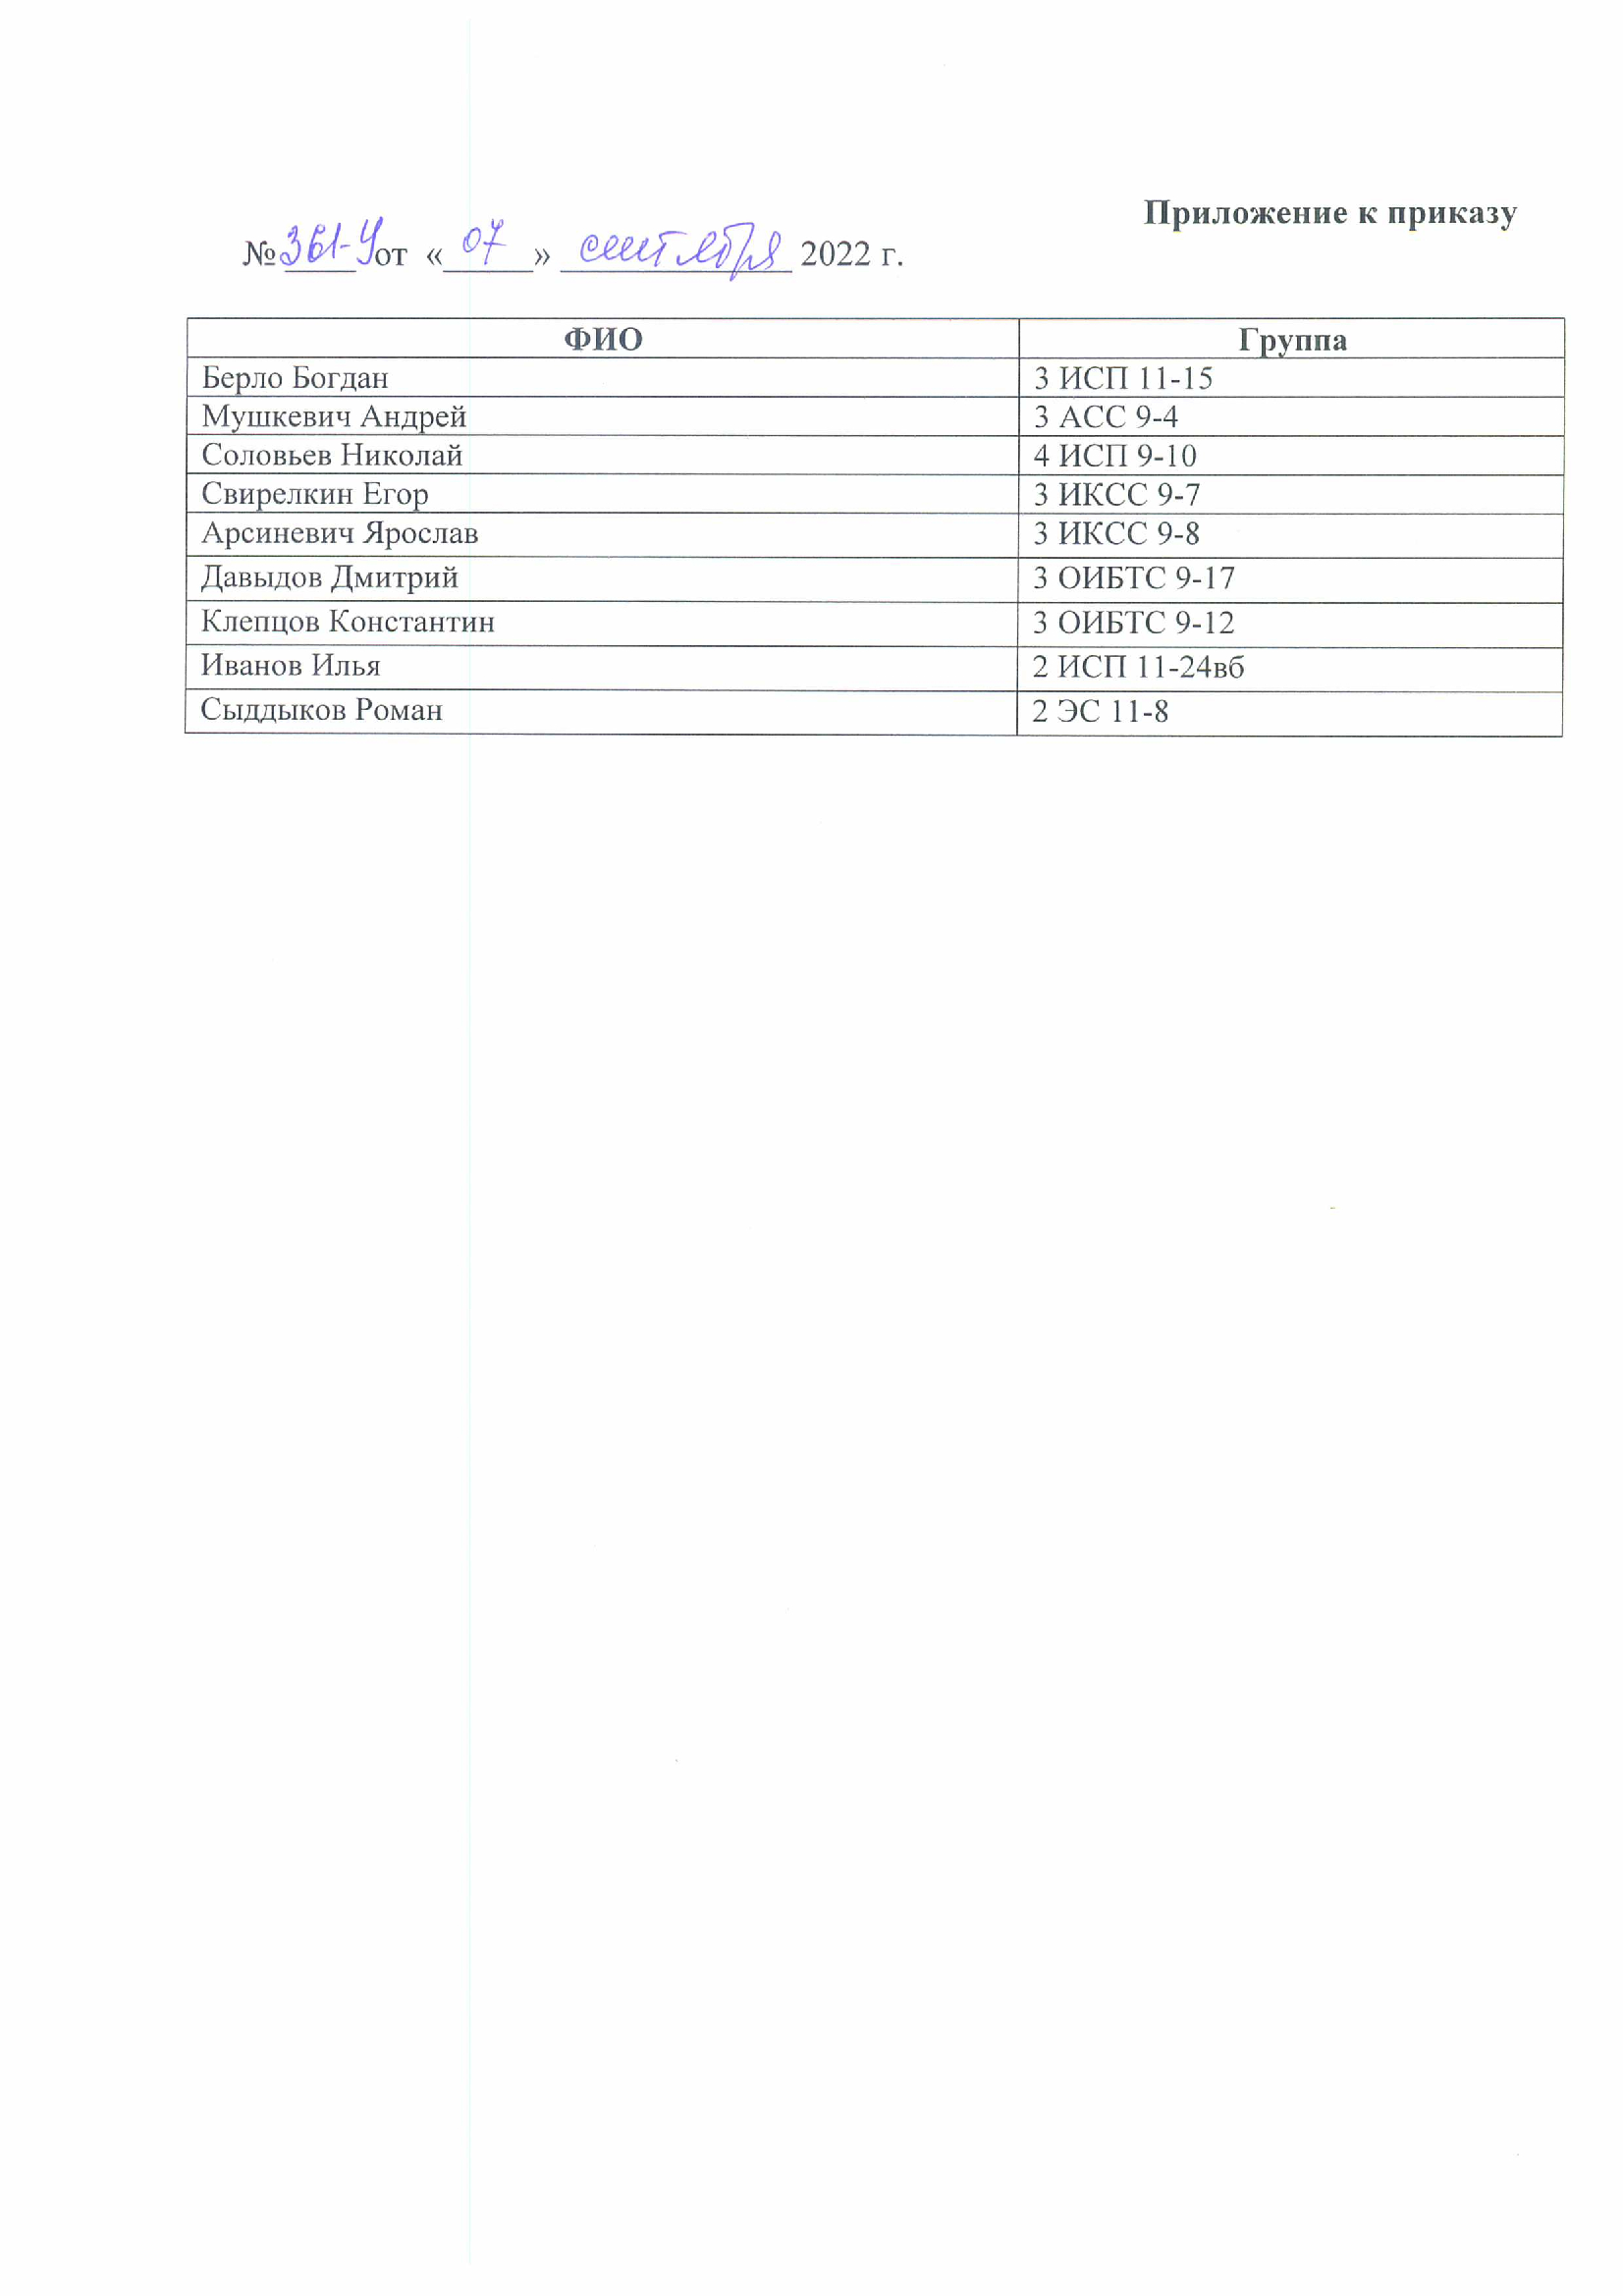 Приложение к приказу
№ 361-У от « 07 » сентября 2022 г.
ФИО Группа
Берло Богдан 3 ИСП 11-15
Мушкевич Андрей 3 АСС 9-4
Соловьев Николай 4 ИСП 9-10
Свирелкин Егор 3 ИКСС 9-7
Арсиневич Ярослав 3 ИКСС 9-8
Давыдов Дмитрий 3 ОИБТС 9-17
Клепцов Константин 3 ОИБТС 9-12
Иванов Илья 2 ИСП 11-24вб
Сыддыков Роман 2 ЭС 11-8